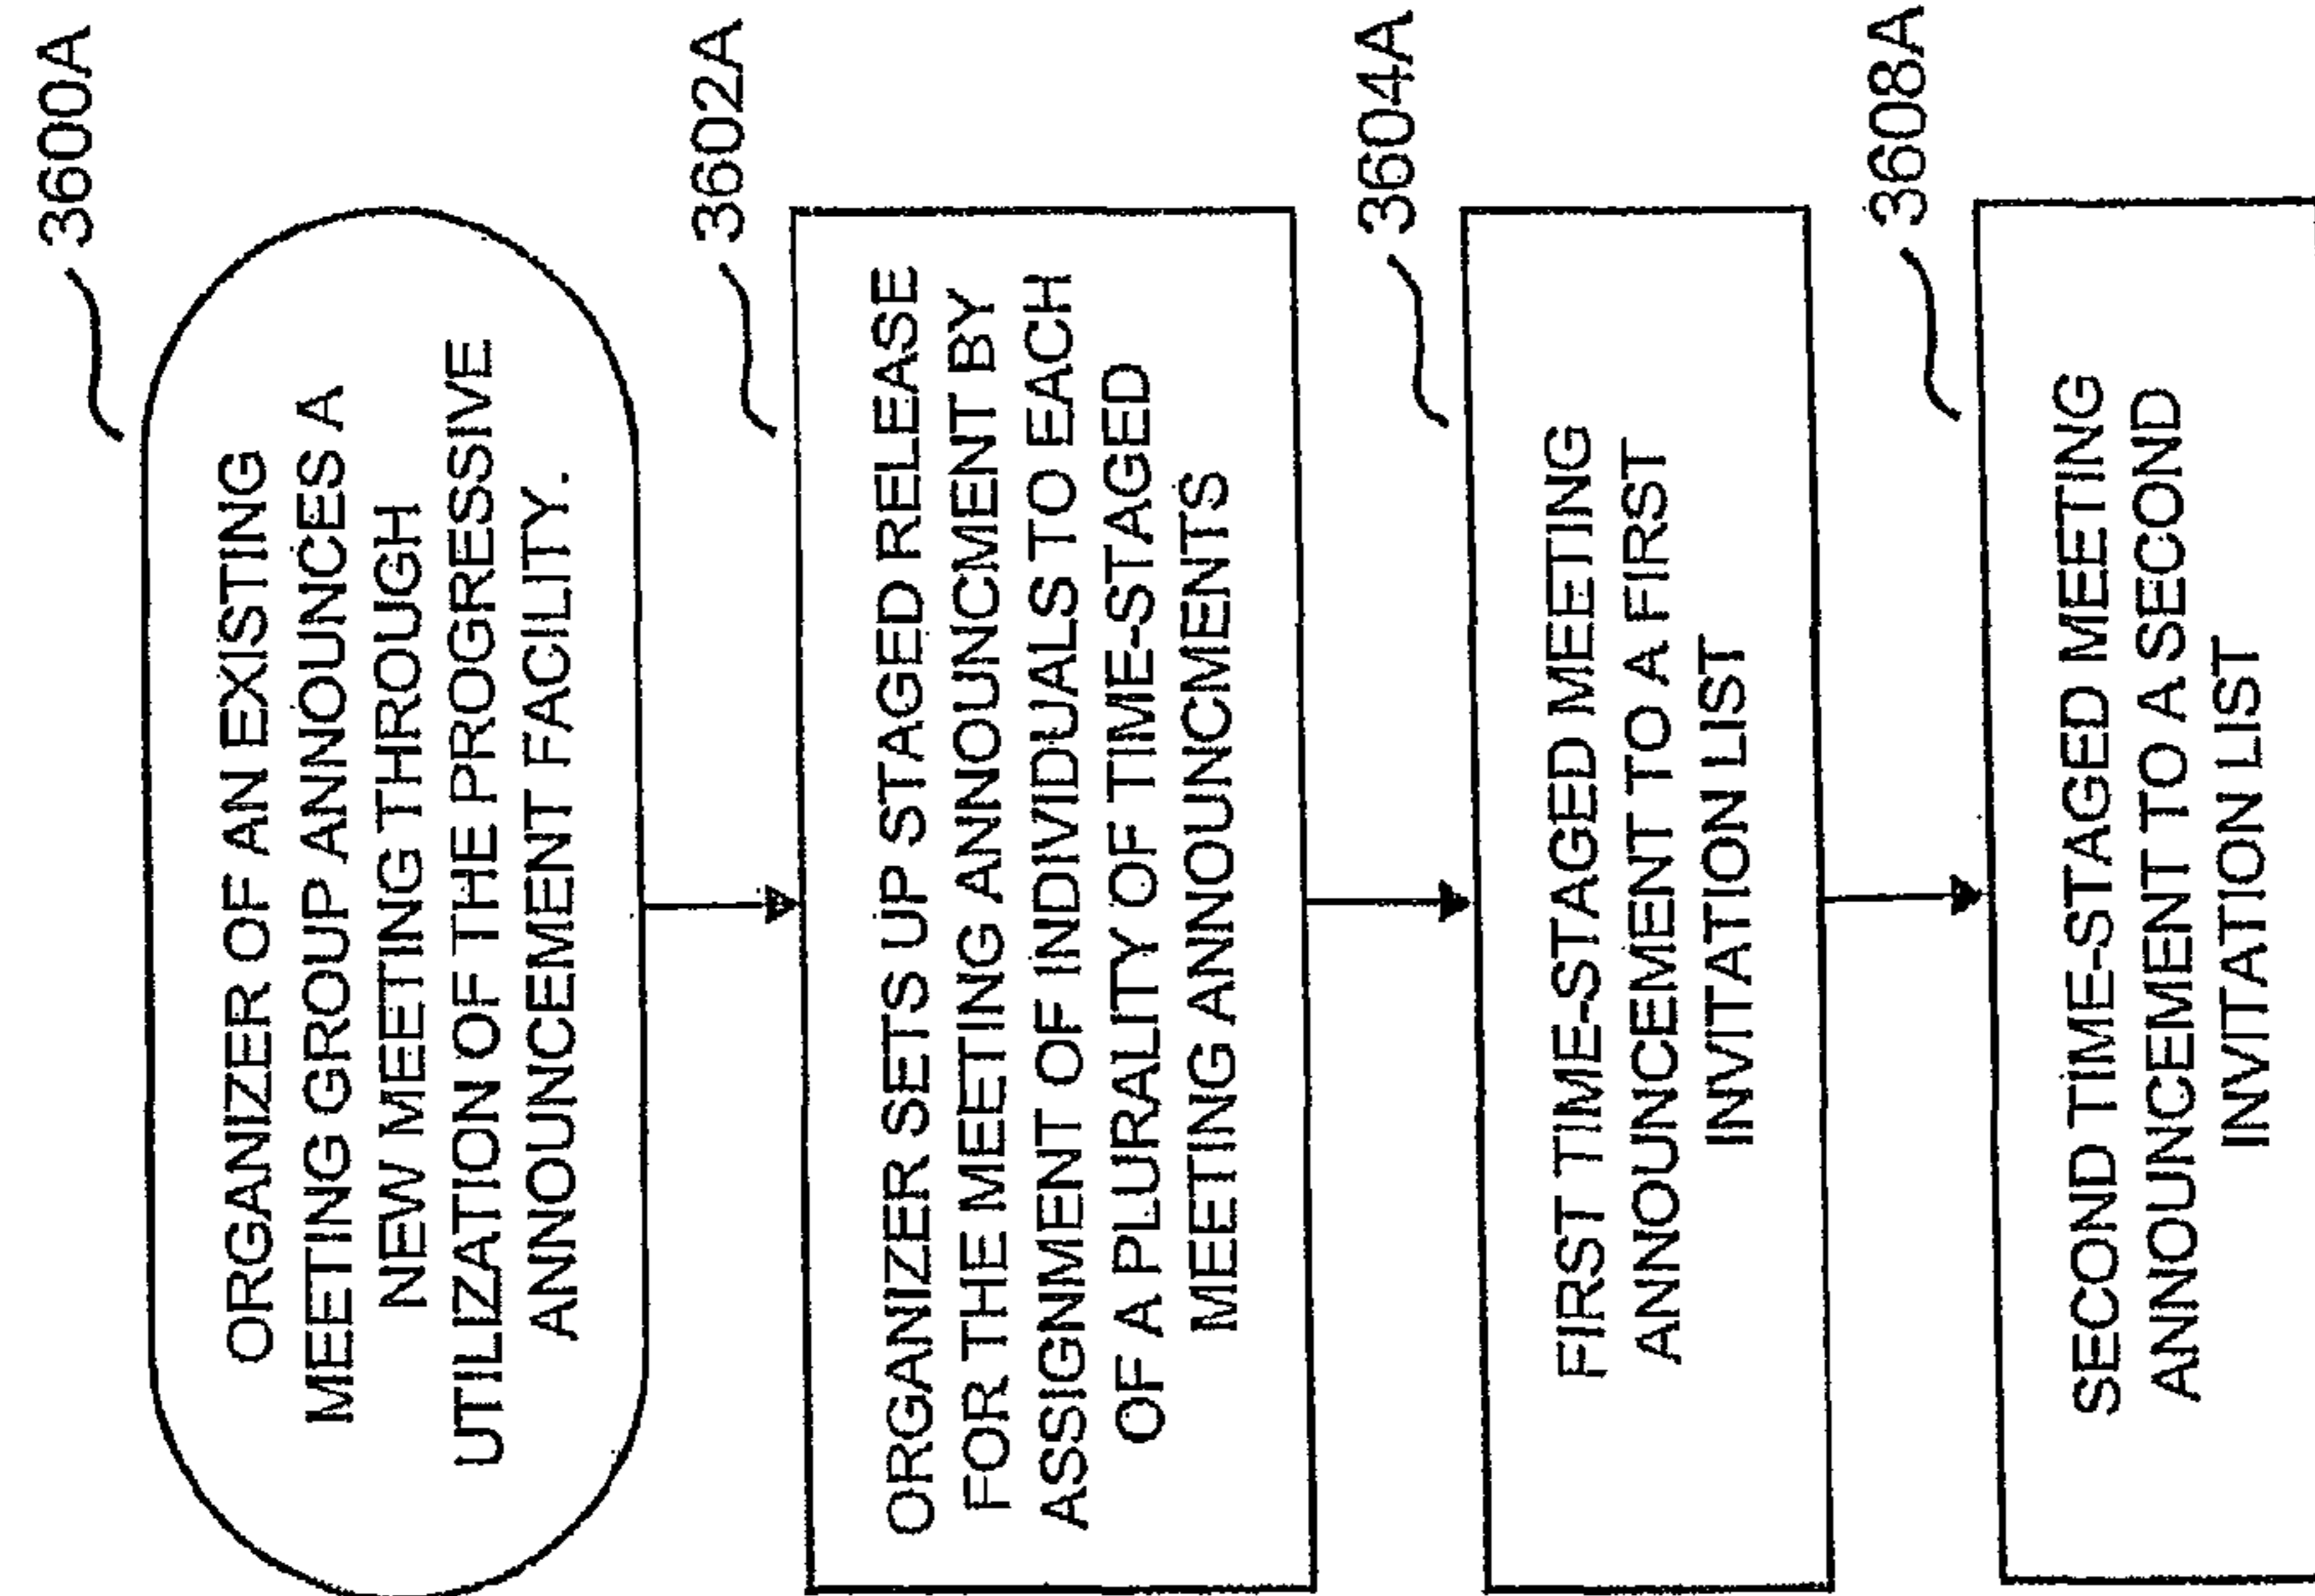 3600A
ORGANIZER OF AN EXISTING
MEETING GROUP ANNOUNCES A
NEW MEETING THROUGH
UTILIZATION OF THE PROGRESSIVE
ANNOUNCEMENT FACILITY.
3602A
ORGANIZER SETS UP STAGED RELEASE
FOR THE MEETING ANNOUNCMENT BY
ASSIGNMENT OF INDIVIDUALS TO EACH
OF A PLURALITY OF TIME-STAGED
MEETING ANNOUNCMENTS
3604A
FIRST TIME-STAGED MEETING
ANNOUNCEMENT TO A FIRST
INVITATION LIST
3608A
SECOND TIME-STAGED MEETING
ANNOUNCEMENT TO A SECOND
INVITATION LIST